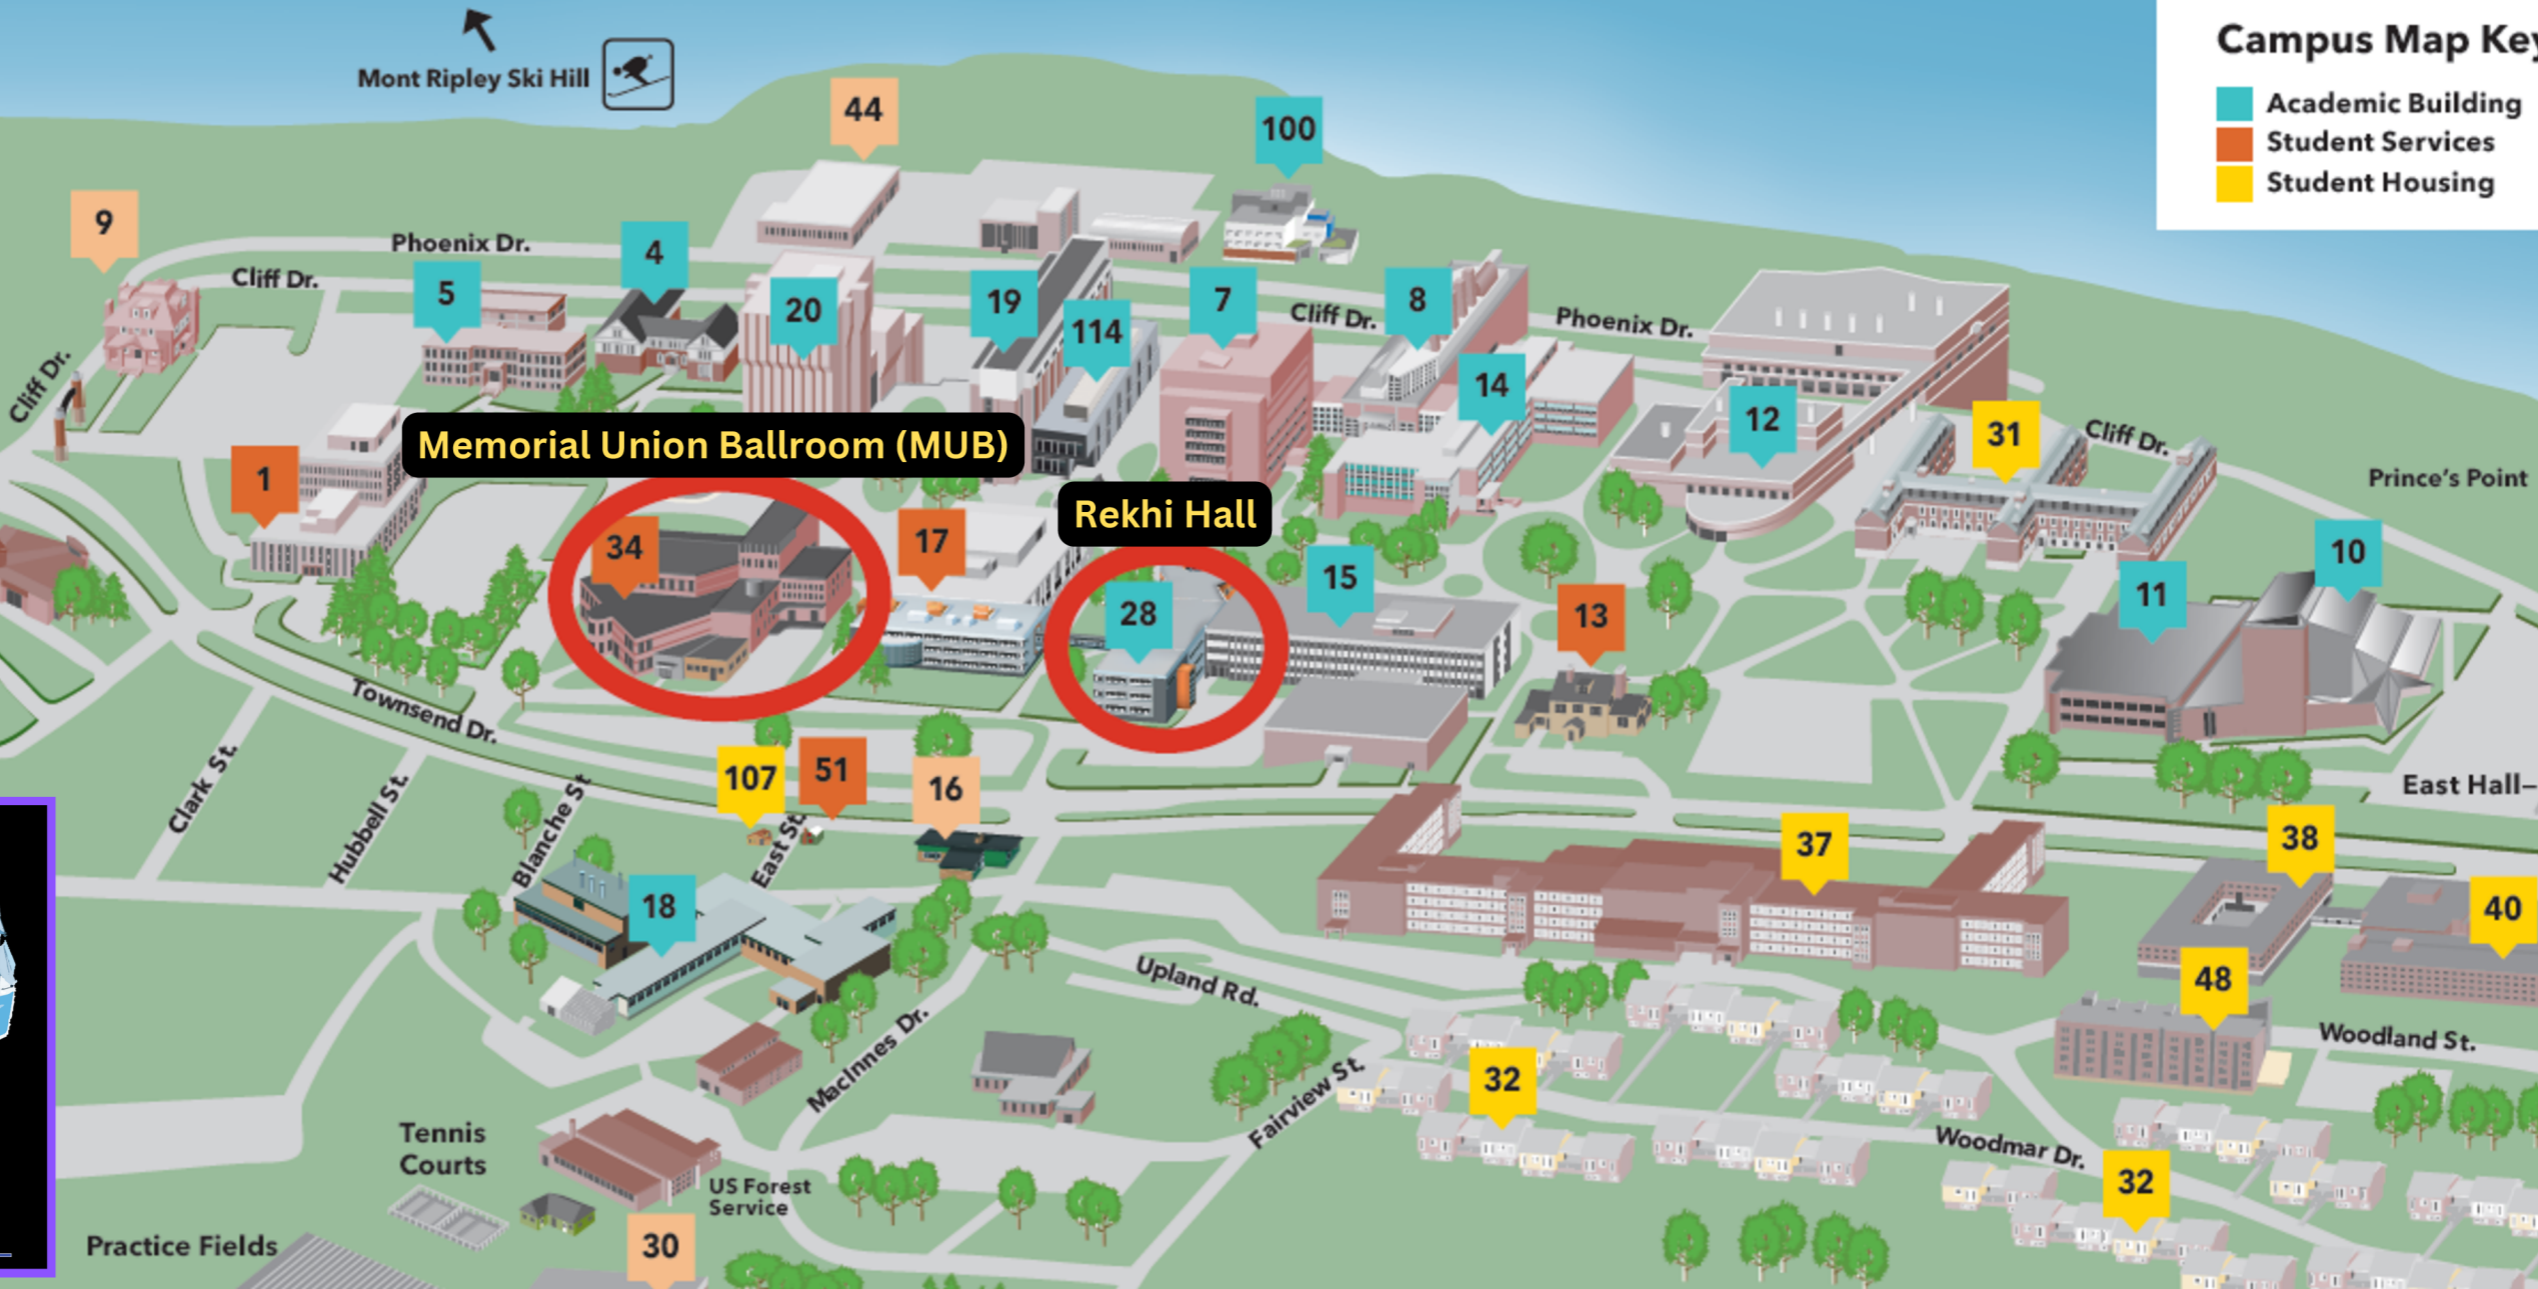 Mont Ripley Ski Hill
Campus Map Key
Academic Building
Student Services
Student Housing
44
100
9
Phoenix Dr.
4
Cliff Dr.
5
20
19
114
7
Cliff Dr.
8
Phoenix Dr.
Cliff Dr.
14
12
31
Cliff Dr.
Memorial Union Ballroom (MUB)
1
Prince's Point
Rekhi Hall
34
17
28
15
13
11
10
Townsend Dr.
Clark St.
Hubbell St.
Blanche St
107
51
16
East St.
East Hall–
37
38
40
18
48
Upland Rd.
MacInnes Dr.
Fairview St.
Woodland St.
32
Woodmar Dr.
32
Tennis
Courts
US Forest
Service
Practice Fields
30